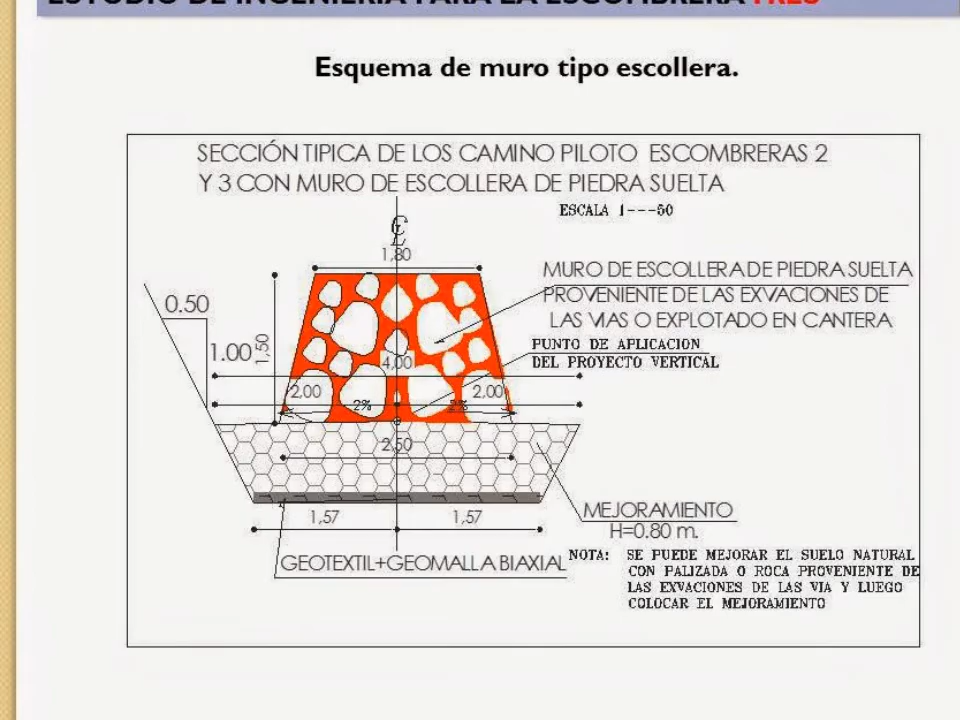 ESTUDIO DE INGENIERIA PARA LA ESCOMBRERA TRES
Esquema de muro tipo escollera.
SECCIÓN TIPICA DE LOS CAMINO PILOTO ESCOMBRERAS 2
Y 3 CON MURO DE ESCOLLERA DE PIEDRA SUELTA
ESCALA 1---50
1,80
MURO DE ESCOLLERA DE PIEDRA SUELTA
PROVENIENTE DE LAS EXVACIONES DE
LAS VIAS O EXPLOTADO EN CANTERA
0.50
1.00
1,50
PUNTO DE APLICACION
DEL PROYECTO VERTICAL
4,00
2,00
2,00
2%
2%
2,50
MEJORAMIENTO
H=0.80 m.
1,57
1,57
GEOTEXTIL+GEOMALLA BIAXIAL
NOTA: SE PUEDE MEJORAR EL SUELO NATURAL
CON PALIZADA O ROCA PROVENIENTE DE
LAS EXVACIONES DE LAS VIA Y LUEGO
COLOCAR EL MEJORAMIENTO